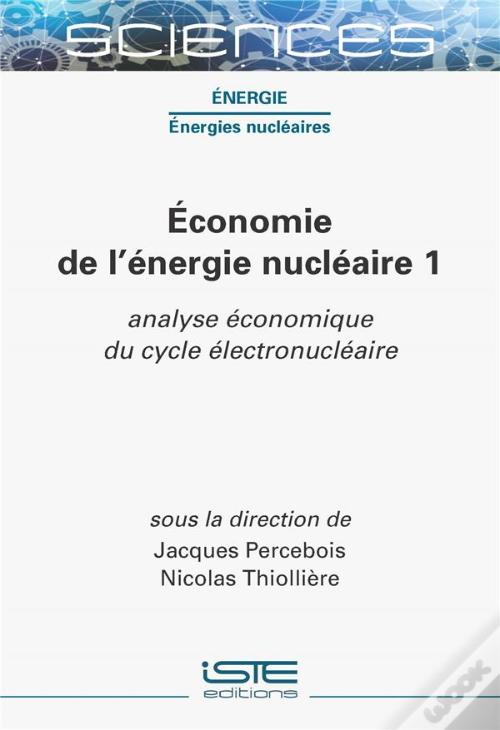 SCIENCES
ÉNERGIE
Énergies nucléaires
Économie
de l'énergie nucléaire 1
analyse économique
du cycle électronucléaire
sous la direction de
Jacques Percebois
Nicolas Thiollière
iSTE
editions
wook